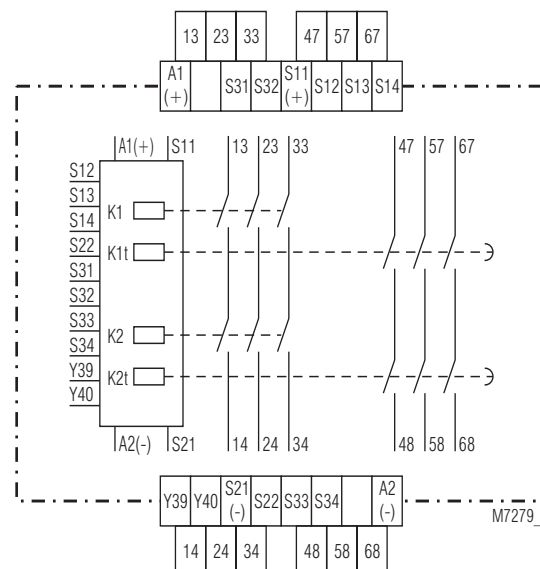 13 23 33 47 57 67
A1 (+) S31 S32 S11 (+) S12 S13 S14
A1(+) S11 13 23 33 47 57 67
S12
S13
K1
S14
S22
K1t
S31
S32
S33
K2
S34
Y39
K2t
Y40
A2(-) S21 14 24 34 48 58 68
Y39 Y40 S21 (-) S22 S33 S34 A2 (-)
M7279_
14 24 34 48 58 68